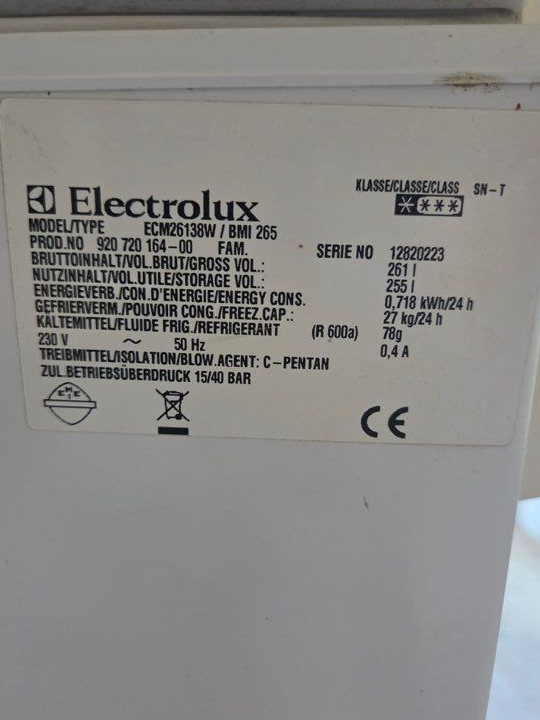 KLASSE/CLASSE/CLASS SN-T
Electrolux
MODEL/TYPE ECM26138W / BMI 265
PROD.NO 920 720 164-00 FAM. SERIE NO 12820223
BRUTTOINHALT/VOL.BRUT/GROSS VOL.: 261 l
NUTZINHALT/VOL.UTILE/STORAGE VOL.: 255 l
ENERGIEVERB./CON.D'ENERGIE/ENERGY CONS. 0,718 kWh/24 h
GEFRIERVERM./POUVOIR CONG./FREEZ.CAP.: 27 kg/24 h
KÄLTEMITTEL/FLUIDE FRIG./REFRIGERANT (R 600a) 78g
230 V ~ 50 Hz 0,4 A
TREIBMITTEL/ISOLATION/BLOW.AGENT: C-PENTAN
ZUL.BETRIEBSÜBERDRUCK 15/40 BAR
CE